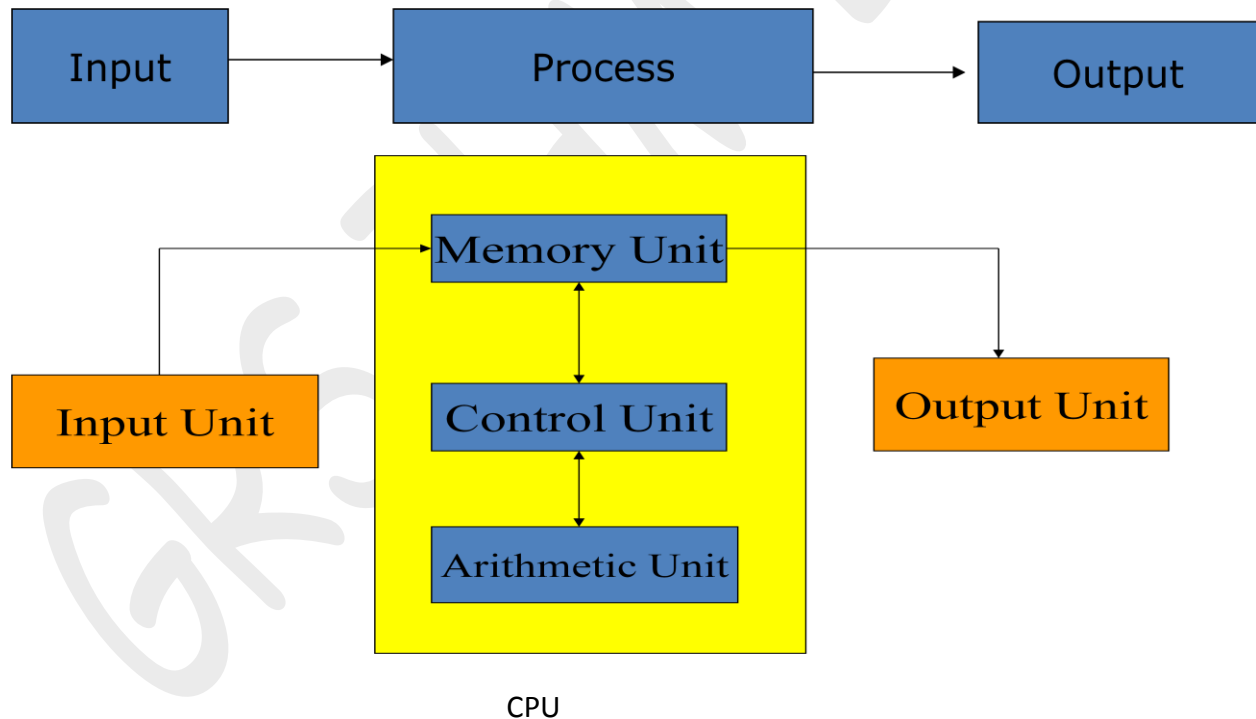 Input
Process
Output
Memory Unit
Input Unit
Control Unit
Output Unit
Arithmetic Unit
CPU